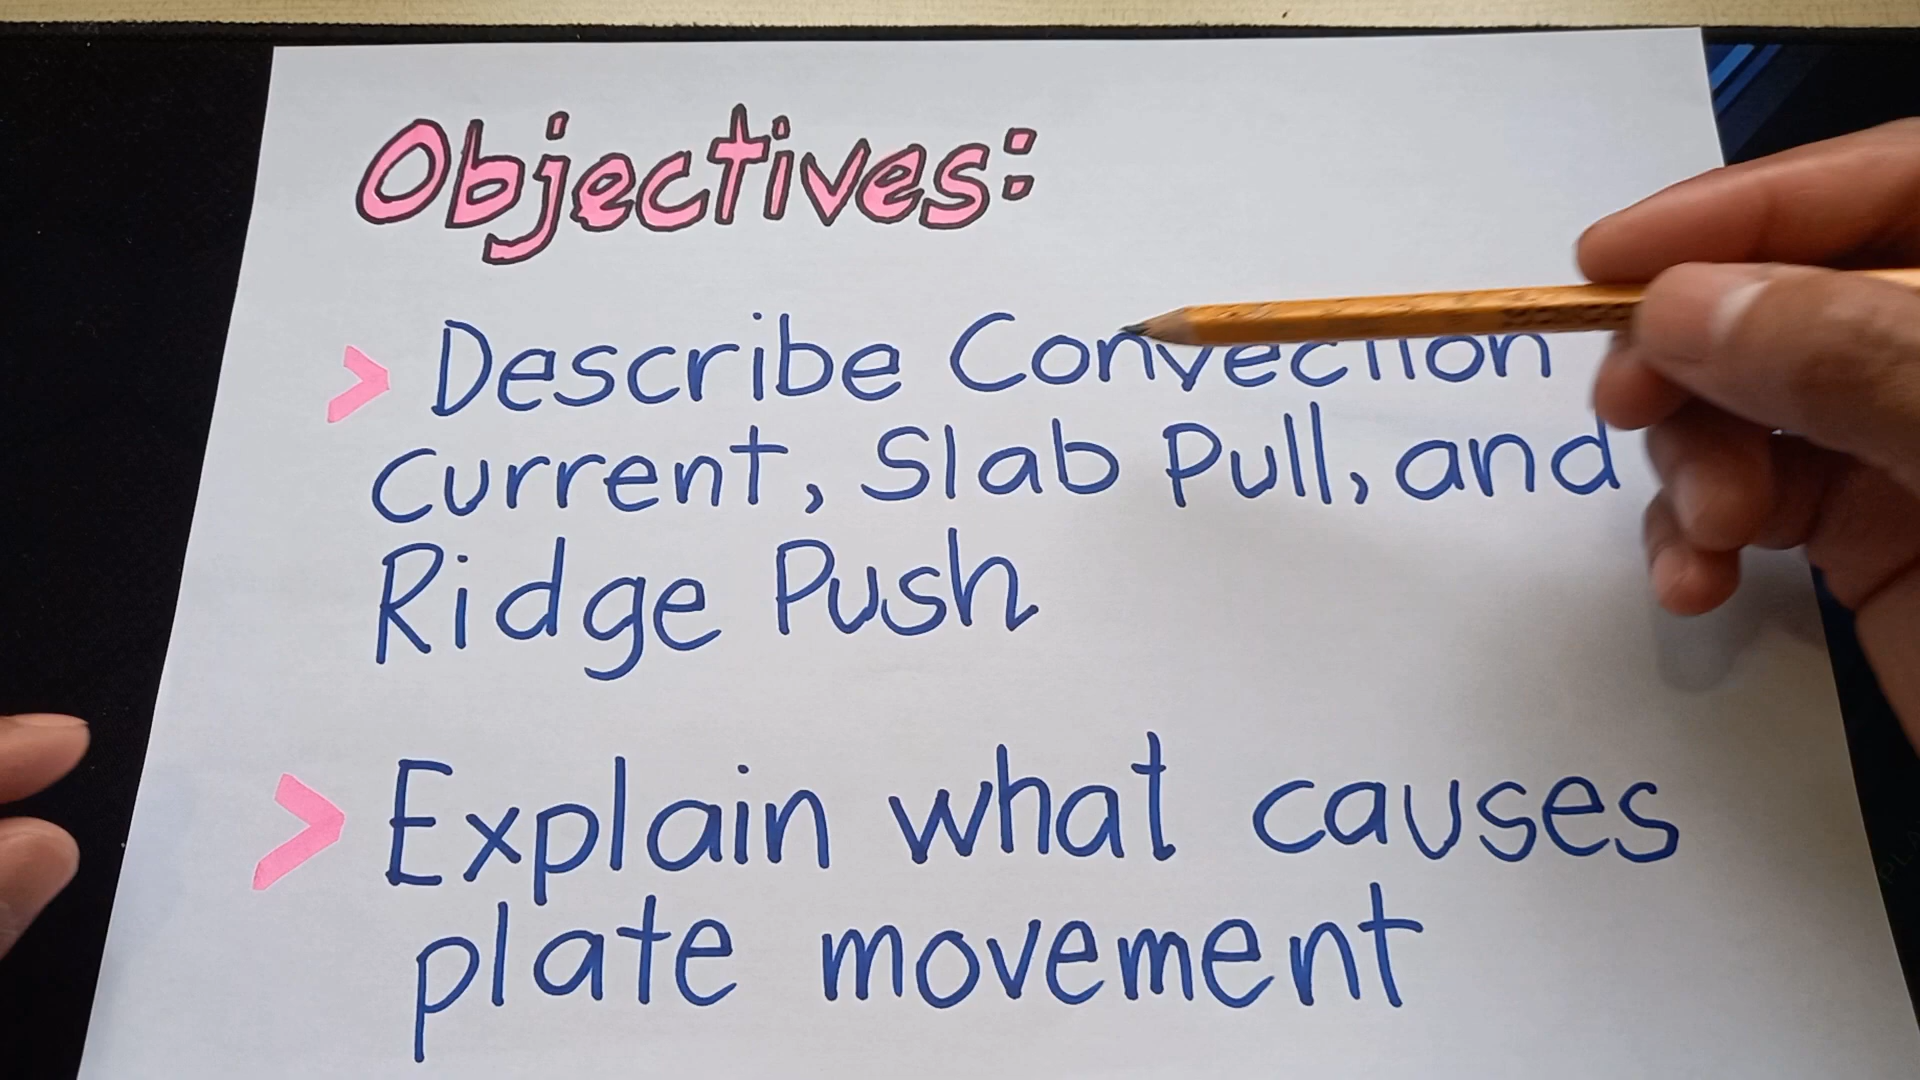 Objectives:
> Describe Convection
Current, Slab Pull, and
Ridge Push
> Explain what causes
plate movement